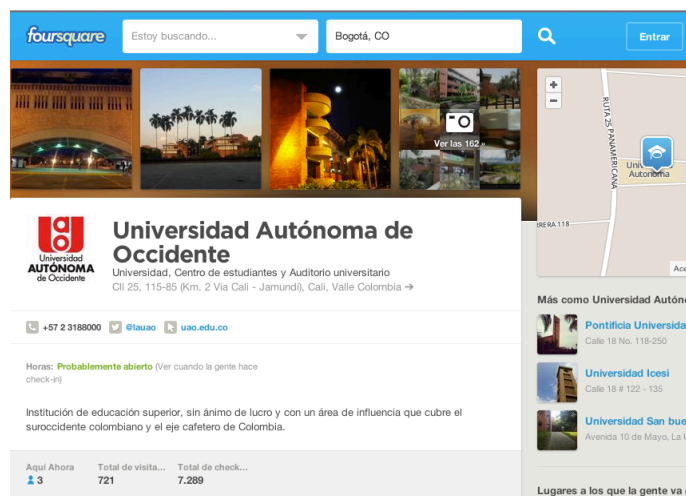 foursquare
Estoy buscando...
Bogotá, CO
Entrar
Ver las 162 »
+
-
RUTA 25 PANAMERICANA
Autonoma
118
Universidad
AUTÓNOMA
de Occidente
Universidad Autónoma de
Occidente
Universidad, Centro de estudiantes y Auditorio universitario
Cll 25, 115-85 (Km. 2 Via Cali - Jamundí), Cali, Valle Colombia →
+57 2 3188000 @lauao uao.edu.co
Horas: Probablemente abierto (Ver cuando la gente hace
check-in)
Institución de educación superior, sin ánimo de lucro y con un área de influencia que cubre el
suroccidente colombiano y el eje cafetero de Colombia.
Aquí Ahora Total de visita... Total de check...
3 721 7.289
Más como Universidad
Pontificia
Calle 18 No. 118-250
Universidad Icesi
Calle 18 # 122 - 135
Universidad San
Avenida 10 de Mayo, La
Lugares a los que la gente va